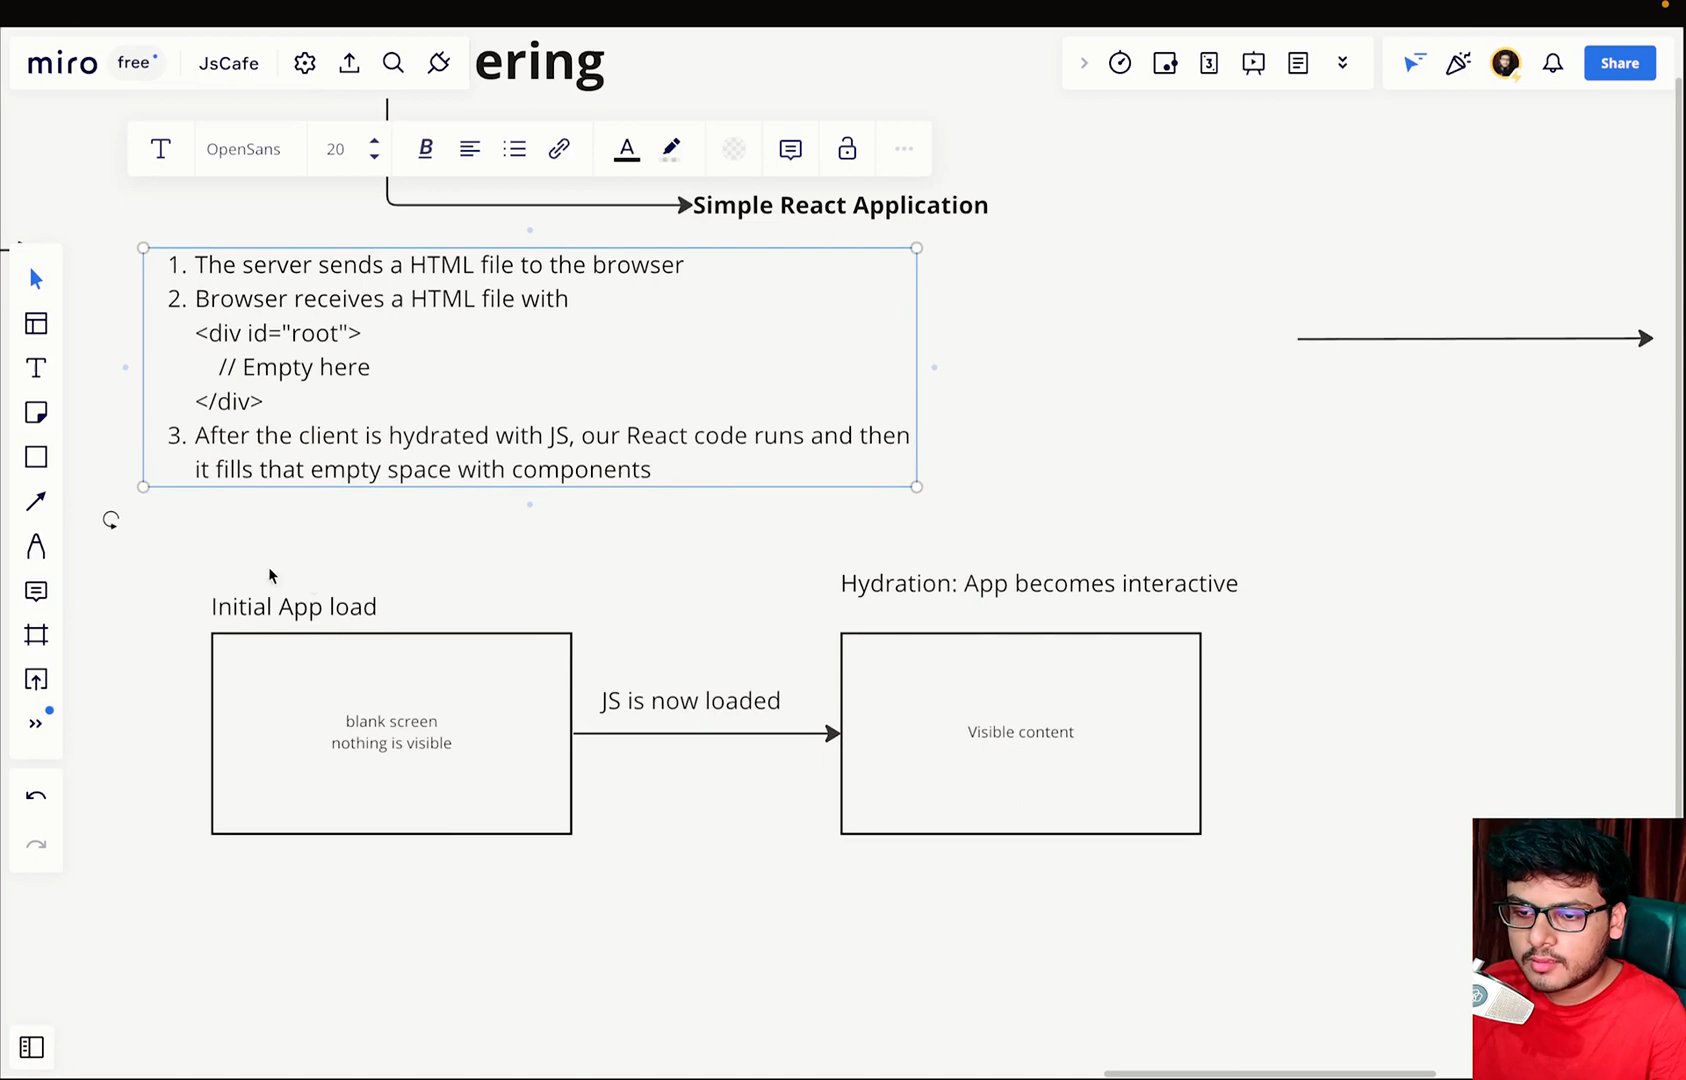 miro free JsCafe
ering
3
Share
OpenSans 20 B A
Simple React Application
1. The server sends a HTML file to the browser
2. Browser receives a HTML file with
<div id="root">
// Empty here
</div>
3. After the client is hydrated with JS, our React code runs and then
it fills that empty space with components
Hydration: App becomes interactive
Initial App load
JS is now loaded
blank screen
nothing is visible
Visible content